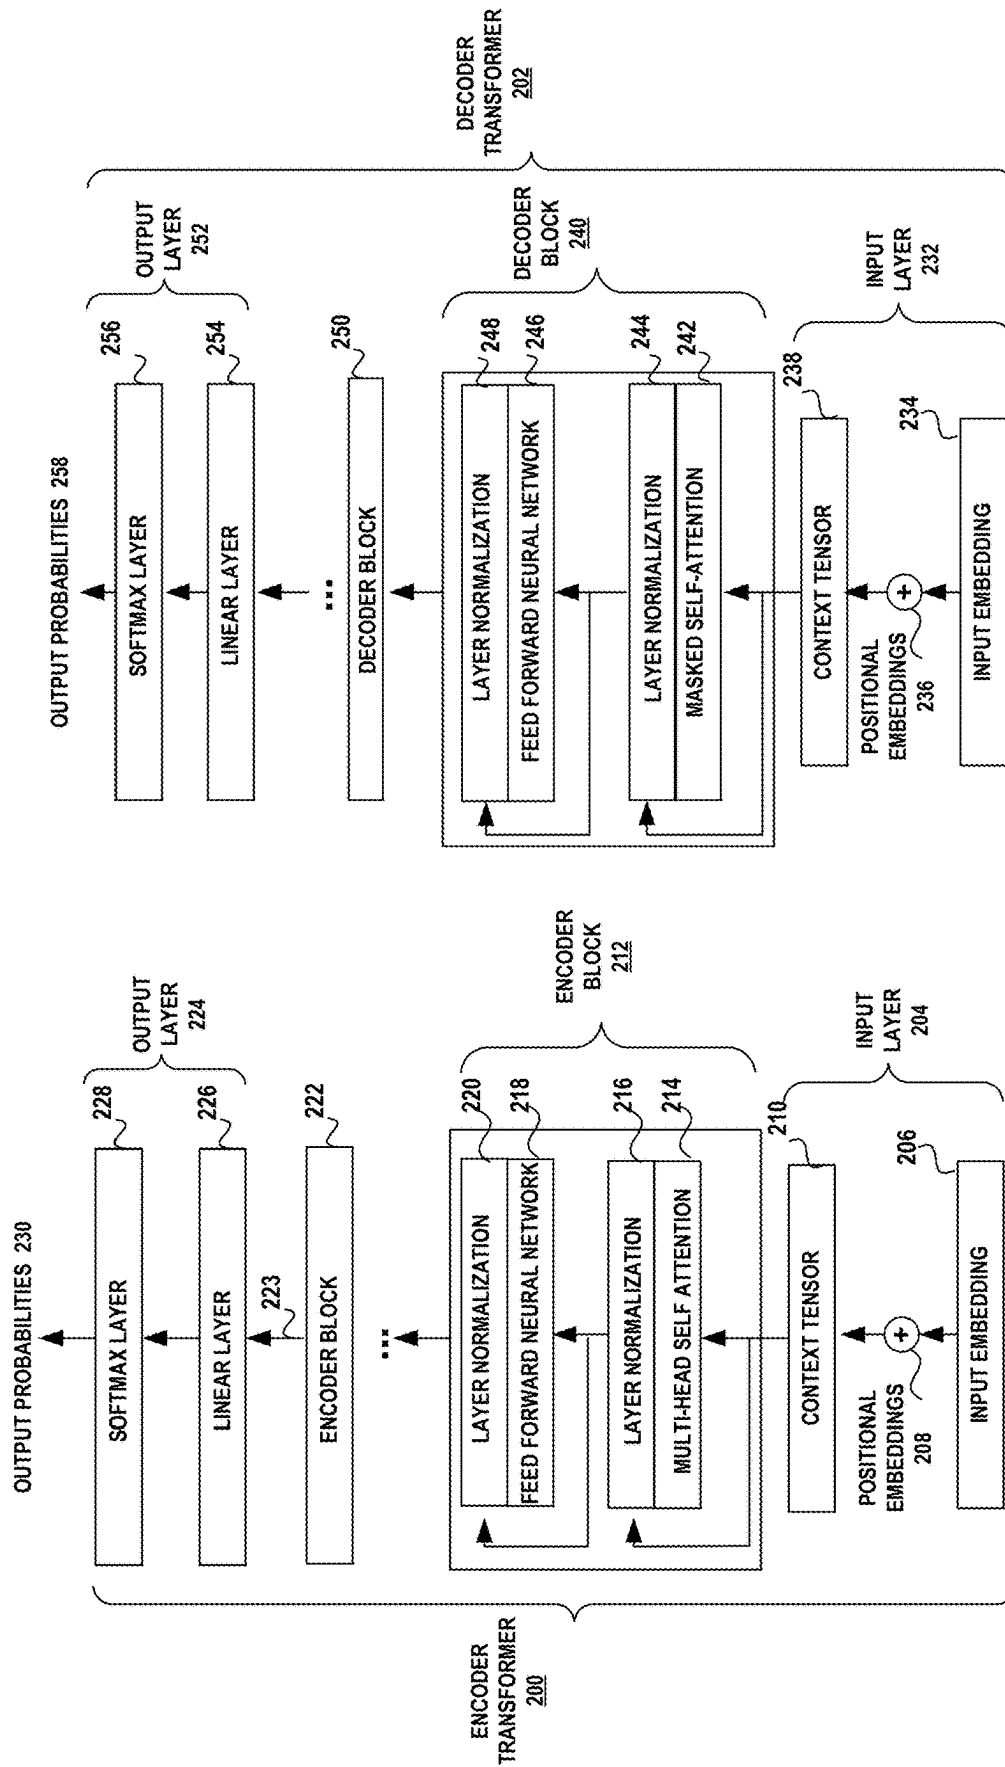 OUTPUT PROBABILITIES 230
SOFTMAX LAYER
228
LINEAR LAYER
226
OUTPUT
LAYER
224
223
ENCODER BLOCK
222
...
LAYER NORMALIZATION
220
FEED FORWARD NEURAL NETWORK
218
LAYER NORMALIZATION
216
MULTI-HEAD SELF ATTENTION
214
ENCODER
BLOCK
212
CONTEXT TENSOR
210
POSITIONAL
EMBEDDINGS
208
+
INPUT EMBEDDING
206
INPUT
LAYER
204
ENCODER
TRANSFORMER
200
OUTPUT PROBABILITIES 258
SOFTMAX LAYER
256
LINEAR LAYER
254
OUTPUT
LAYER
252
...
DECODER BLOCK
250
LAYER NORMALIZATION
248
FEED FORWARD NEURAL NETWORK
246
LAYER NORMALIZATION
244
MASKED SELF-ATTENTION
242
DECODER
BLOCK
240
CONTEXT TENSOR
238
POSITIONAL
EMBEDDINGS
236
+
INPUT EMBEDDING
234
INPUT
LAYER
232
DECODER
TRANSFORMER
202